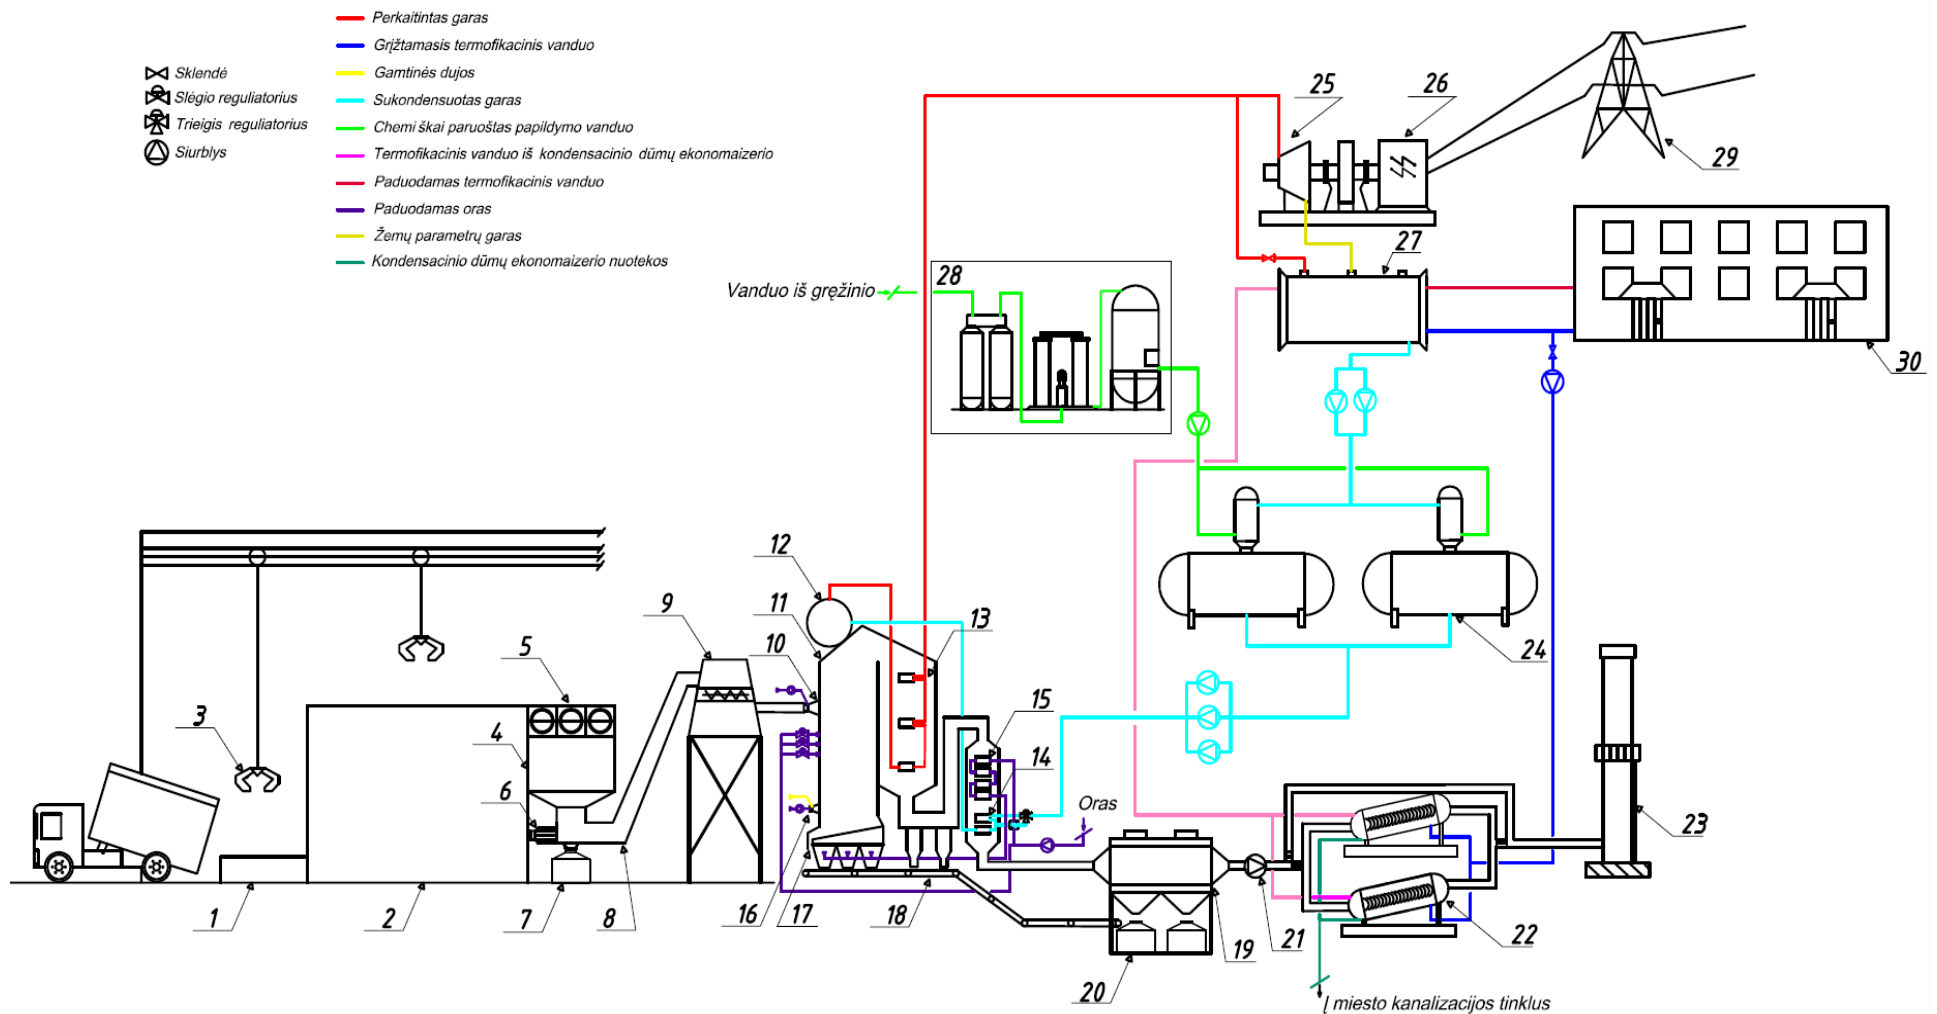 Perkaitintas garas
Grįžtamasis termofikacinis vanduo
Gamtinės dujos
Sukondensuotas garas
Chemi škai paruoštas papildymo vanduo
Termofikacinis vanduo iš kondensacinio dūmų ekonomaizerio
Paduodamas termofikacinis vanduo
Paduodamas oras
Žemų parametrų garas
Kondensacinio dūmų ekonomaizerio nuotekos
Sklendė
Slėgio reguliatorius
Trieigis reguliatorius
Siurblys
25
26
29
27
28
Vanduo iš gręžinio
30
12
11
13
9
10
5
24
3
4
15
14
6
Oras
23
1
2
7
8
16
17
18
19
21
22
20
Į miesto kanalizacijos tinklus